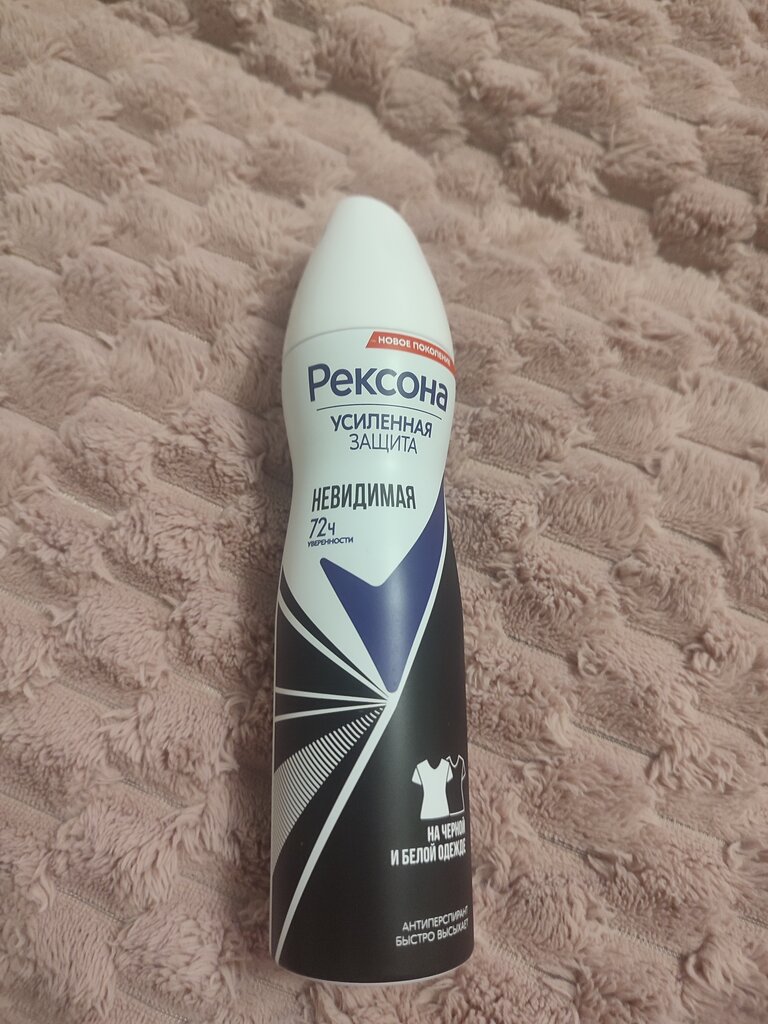 НОВОЕ ПОКОЛЕНИЕ
Рексона
УСИЛЕННАЯ
ЗАЩИТА
НЕВИДИМАЯ
72ч
УВЕРЕННОСТИ
НА ЧЕРНОЙ
И БЕЛОЙ ОДЕЖДЕ
АНТИПЕРСПИРАНТ
БЫСТРО ВЫСЫХАЕТ